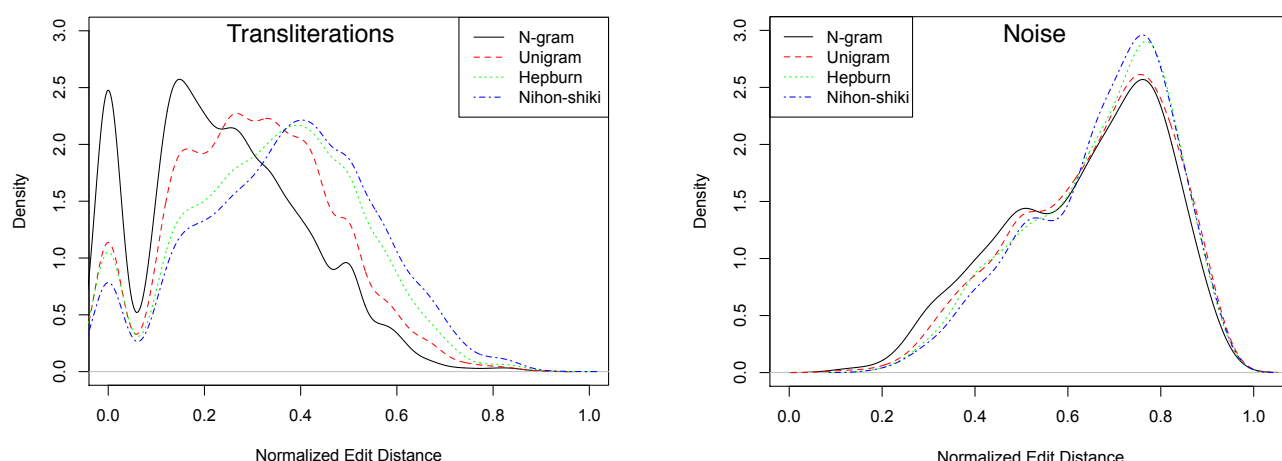 Transliterations
N-gram
Unigram
Hepburn
Nihon-shiki
Density
0.0 0.5 1.0 1.5 2.0 2.5 3.0
0.0 0.2 0.4 0.6 0.8 1.0
Normalized Edit Distance
Noise
N-gram
Unigram
Hepburn
Nihon-shiki
Density
0.0 0.5 1.0 1.5 2.0 2.5 3.0
0.0 0.2 0.4 0.6 0.8 1.0
Normalized Edit Distance